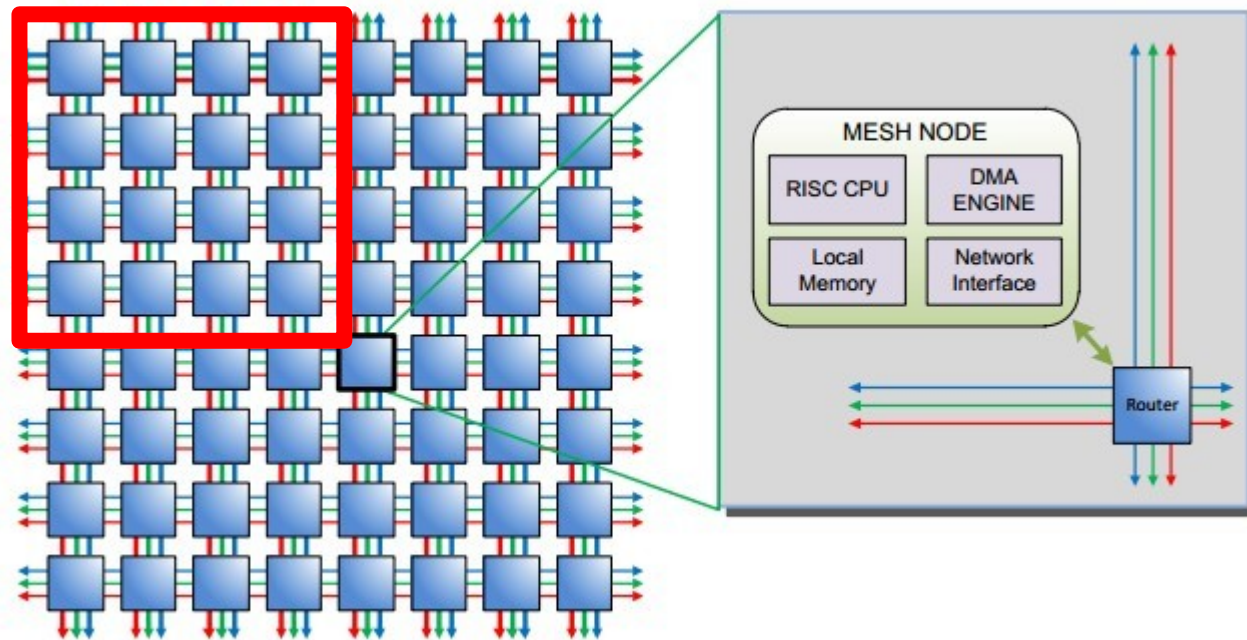 MESH NODE
RISC CPU
DMA
ENGINE
Local
Memory
Network
Interface
Router